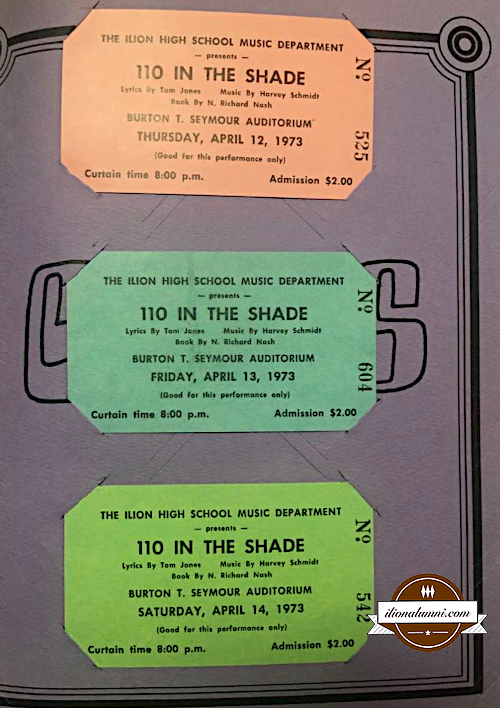 THE ILION HIGH SCHOOL MUSIC DEPARTMENT
— presents —
110 IN THE SHADE
Lyrics By Tom Jones Music By Harvey Schmidt
Book By N. Richard Nash
BURTON T. SEYMOUR AUDITORIUM
THURSDAY, APRIL 12, 1973
(Good for this performance only)
Curtain time 8:00 p.m. Admission $2.00
No. 525
THE ILION HIGH SCHOOL MUSIC DEPARTMENT
— presents —
110 IN THE SHADE
Lyrics By Tom Jones Music By Harvey Schmidt
Book By N. Richard Nash
BURTON T. SEYMOUR AUDITORIUM
FRIDAY, APRIL 13, 1973
(Good for this performance only)
Curtain time 8:00 p.m. Admission $2.00
No. 604
THE ILION HIGH SCHOOL MUSIC DEPARTMENT
— presents —
110 IN THE SHADE
Lyrics By Tom Jones Music By Harvey Schmidt
Book By N. Richard Nash
BURTON T. SEYMOUR AUDITORIUM
SATURDAY, APRIL 14, 1973
(Good for this performance only)
Curtain time 8:00 p.m. Admission $2.00
No. 542
ilionalumni.com